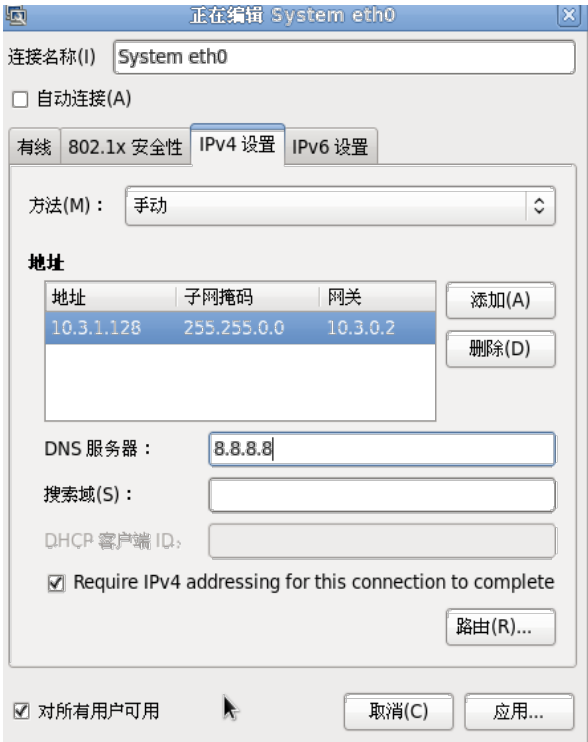 正在编辑 System eth0
连接名称(I) System eth0
自动连接(A)
有线 802.1x 安全性 IPv4 设置 IPv6 设置
方法(M)： 手动
地址
地址 子网掩码 网关 添加(A)
10.3.1.128 255.255.0.0 10.3.0.2
删除(D)
DNS 服务器： 8.8.8.8
搜索域(S)：
DHCP 客户端 ID：
Require IPv4 addressing for this connection to complete
路由(R)...
对所有用户可用 取消(C) 应用...